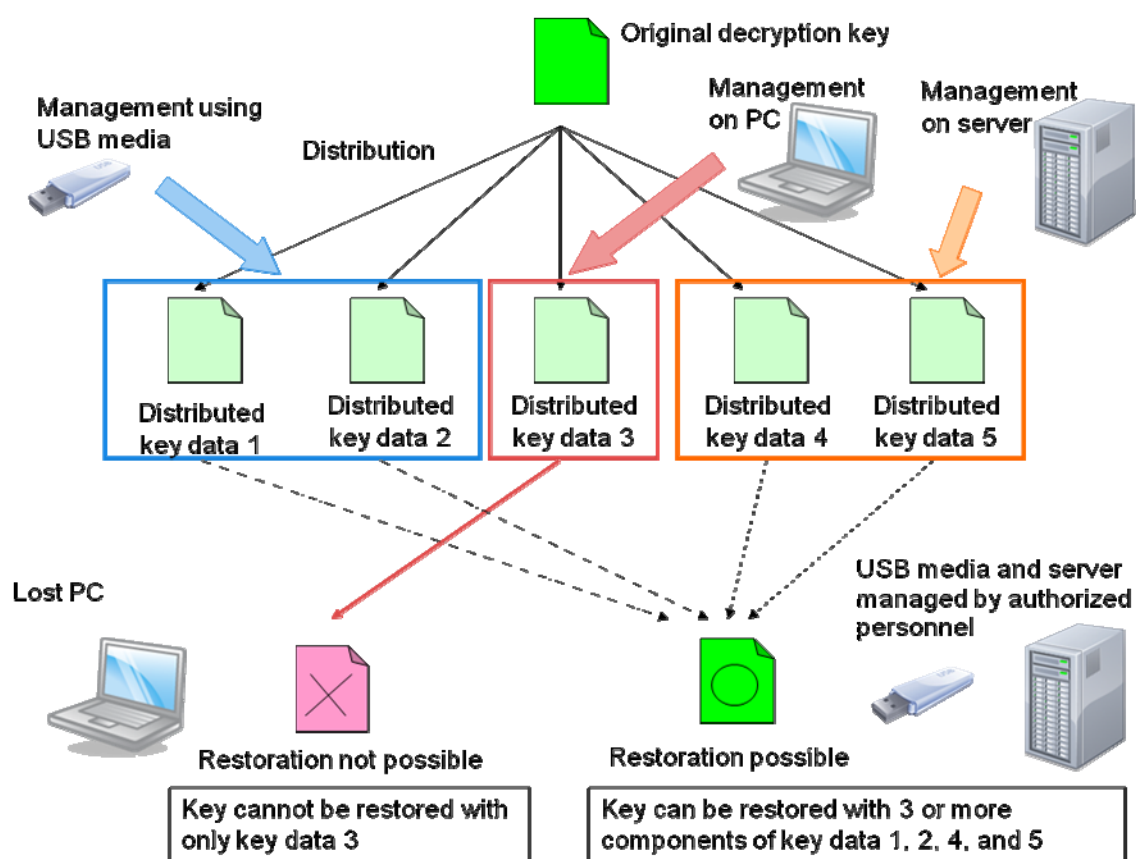 Original decryption key
Management using
USB media
Management
on PC
Management
on server
Distribution
USB
Distributed
key data 1
Distributed
key data 2
Distributed
key data 3
Distributed
key data 4
Distributed
key data 5
Lost PC
USB media and server
managed by authorized
personnel
USB
Restoration not possible
Restoration possible
Key cannot be restored with
only key data 3
Key can be restored with 3 or more
components of key data 1, 2, 4, and 5